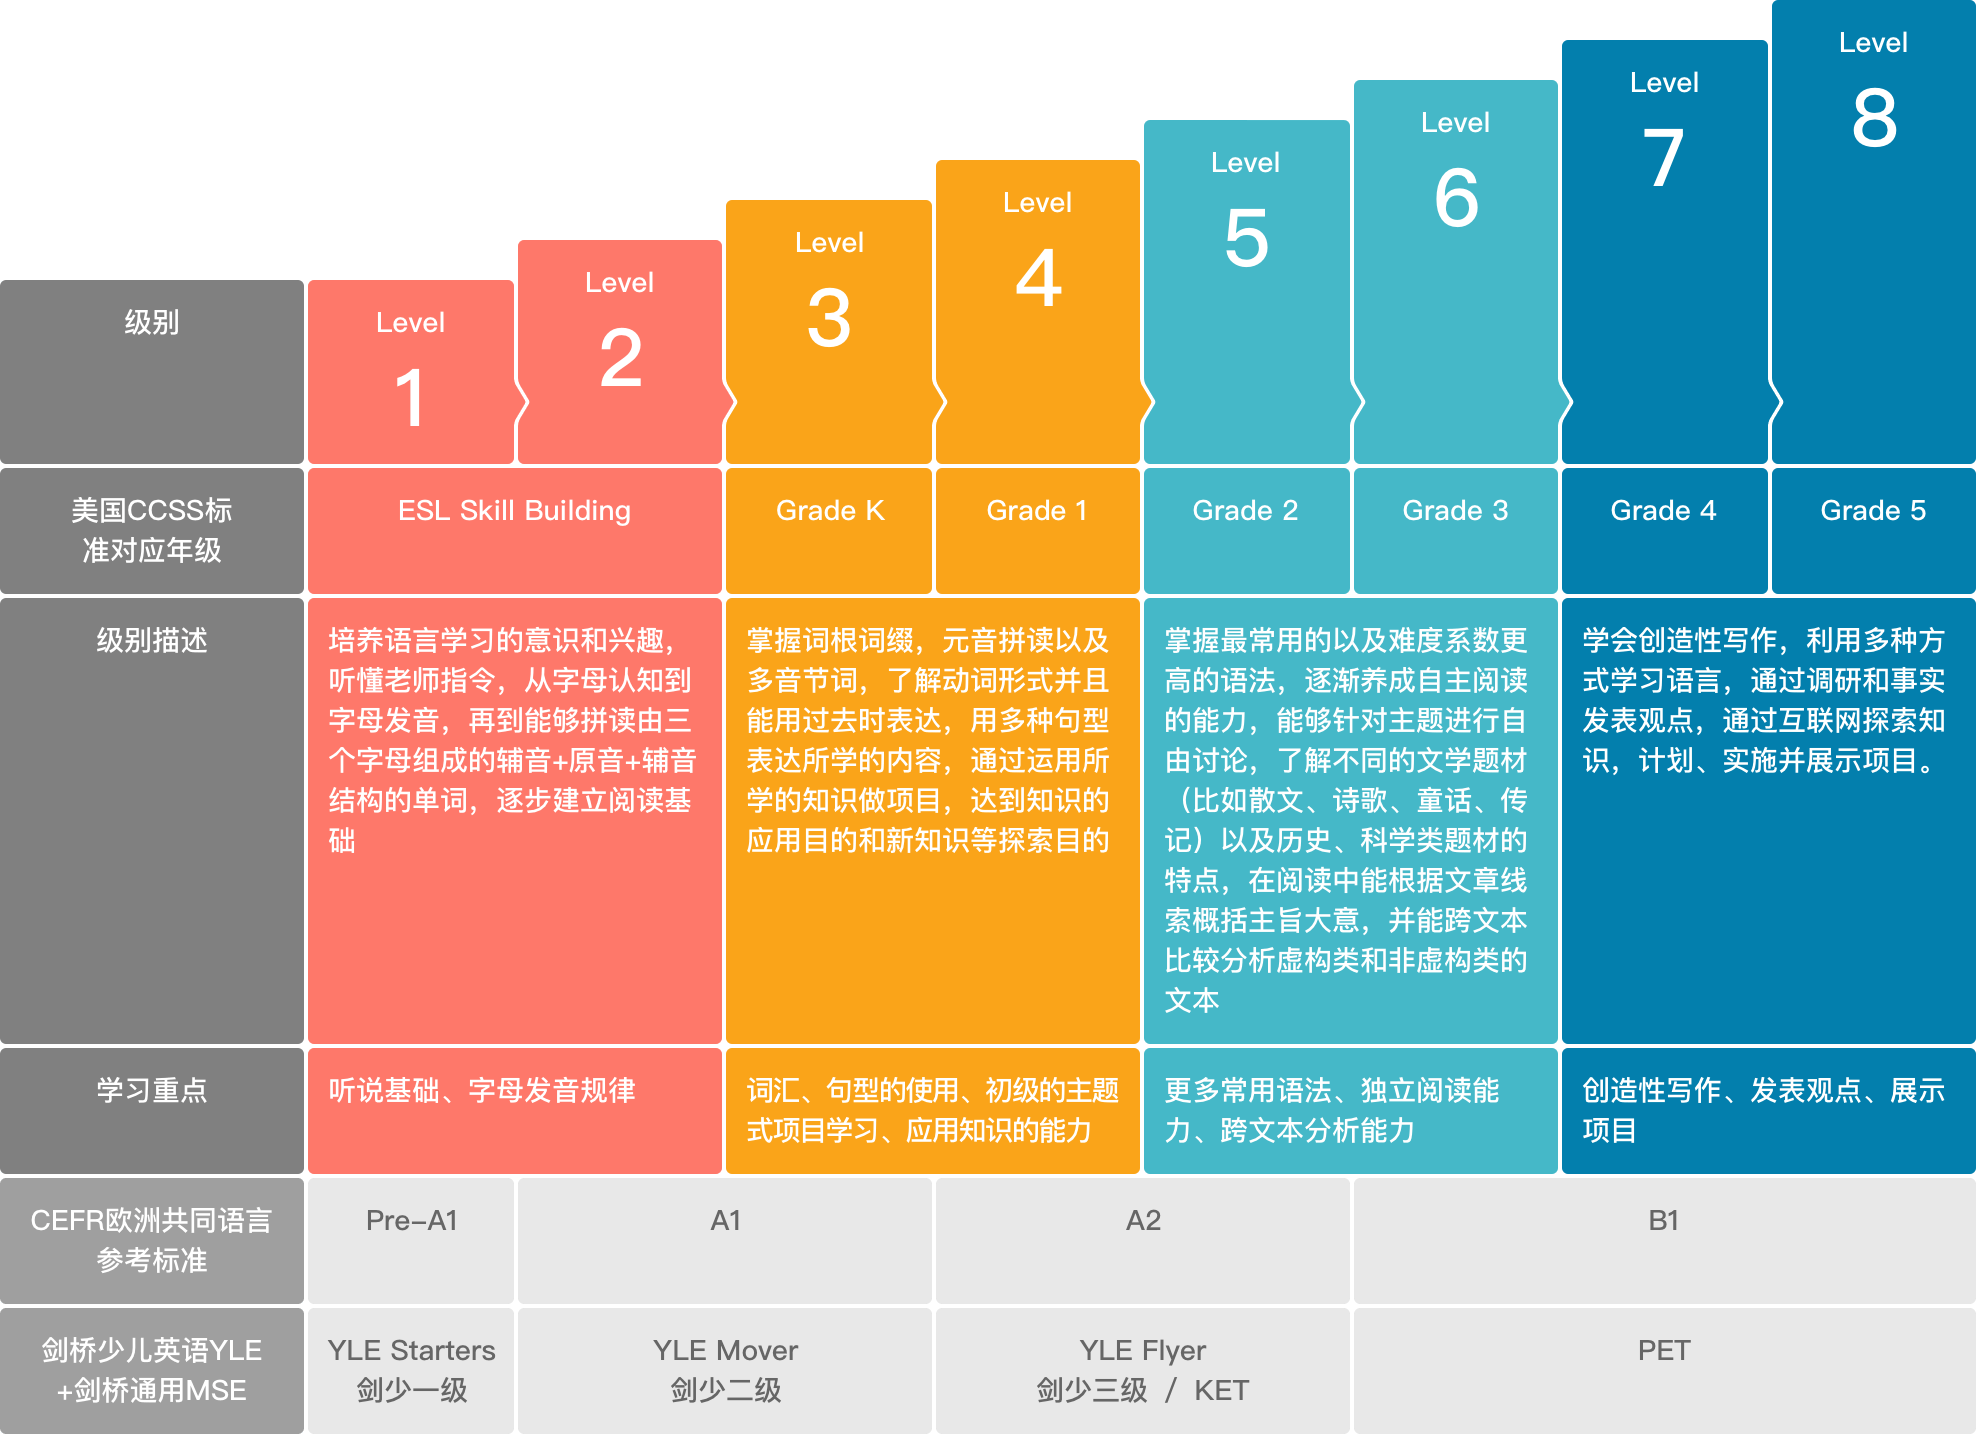 级别
Level
1
Level
2
Level
3
Level
4
Level
5
Level
6
Level
7
Level
8
美国CCSS标
准对应年级
ESL Skill Building
Grade K
Grade 1
Grade 2
Grade 3
Grade 4
Grade 5
级别描述
培养语言学习的意识和兴趣，
听懂老师指令，从字母认知到
字母发音，再到能够拼读由三
个字母组成的辅音+原音+辅音
结构的单词，逐步建立阅读基
础
掌握词根词缀，元音拼读以及
多音节词，了解动词形式并且
能用过去时表达，用多种句型
表达所学的内容，通过运用所
学的知识做项目，达到知识的
应用目的和新知识等探索目的
掌握最常用的以及难度系数更
高的语法，逐渐养成自主阅读
的能力，能够针对主题进行自
由讨论，了解不同的文学题材
（比如散文、诗歌、童话、传
记）以及历史、科学类题材的
特点，在阅读中能根据文章线
索概括主旨大意，并能跨文本
比较分析虚构类和非虚构类的
文本
学会创造性写作，利用多种方
式学习语言，通过调研和事实
发表观点，通过互联网探索知
识，计划、实施并展示项目。
学习重点
听说基础、字母发音规律
词汇、句型的使用、初级的主题
式项目学习、应用知识的能力
更多常用语法、独立阅读能
力、跨文本分析能力
创造性写作、发表观点、展示
项目
CEFR欧洲共同语言
参考标准
Pre-A1
A1
A2
B1
剑桥少儿英语YLE
+剑桥通用MSE
YLE Starters
剑少一级
YLE Mover
剑少二级
YLE Flyer
剑少三级 / KET
PET